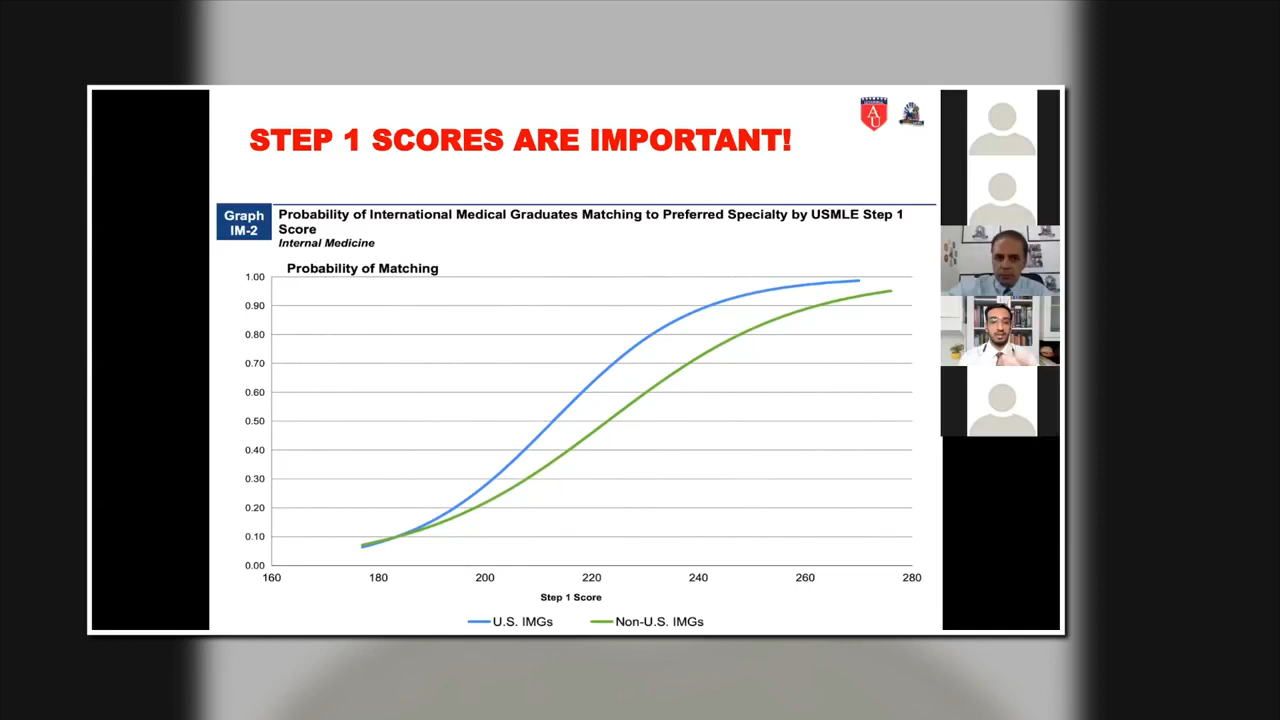 STEP 1 SCORES ARE IMPORTANT!
AU
Graph
IM-2
Probability of International Medical Graduates Matching to Preferred Specialty by USMLE Step 1
Score
Internal Medicine
Probability of Matching
1.00
0.90
0.80
0.70
0.60
0.50
0.40
0.30
0.20
0.10
0.00
160
180
200
220
240
260
280
Step 1 Score
U.S. IMGs
Non-U.S. IMGs